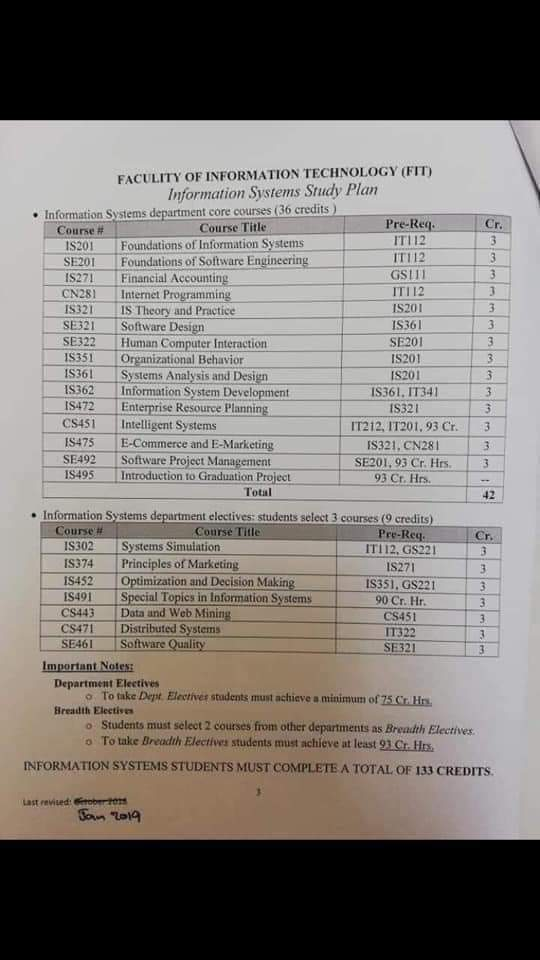 FACULITY OF INFORMATION TECHNOLOGY (FIT)
Information Systems Study Plan
• Information Systems department core courses (36 credits )
Course # Course Title Pre-Req. Cr.
IS201 Foundations of Information Systems IT112 3
SE201 Foundations of Software Engineering IT112 3
IS271 Financial Accounting GS111 3
CN281 Internet Programming IT112 3
IS321 IS Theory and Practice IS201 3
SE321 Software Design IS361 3
SE322 Human Computer Interaction SE201 3
IS351 Organizational Behavior IS201 3
IS361 Systems Analysis and Design IS201 3
IS362 Information System Development IS361, IT341 3
IS472 Enterprise Resource Planning IS321 3
CS451 Intelligent Systems IT212, IT201, 93 Cr. 3
IS475 E-Commerce and E-Marketing IS321, CN281 3
SE492 Software Project Management SE201, 93 Cr. Hrs. 3
IS495 Introduction to Graduation Project 93 Cr. Hrs. --
Total 42
• Information Systems department electives: students select 3 courses (9 credits)
Course # Course Title Pre-Req. Cr.
IS302 Systems Simulation IT112, GS221 3
IS374 Principles of Marketing IS271 3
IS452 Optimization and Decision Making IS351, GS221 3
IS491 Special Topics in Information Systems 90 Cr. Hr. 3
CS443 Data and Web Mining CS451 3
CS471 Distributed Systems IT322 3
SE461 Software Quality SE321 3
Important Notes:
Department Electives
o To take Dept. Electives students must achieve a minimum of 75 Cr. Hrs.
Breadth Electives
o Students must select 2 courses from other departments as Breadth Electives.
o To take Breadth Electives students must achieve at least 93 Cr. Hrs.
INFORMATION SYSTEMS STUDENTS MUST COMPLETE A TOTAL OF 133 CREDITS.
3
Last revised: October 2018
Jan 2019